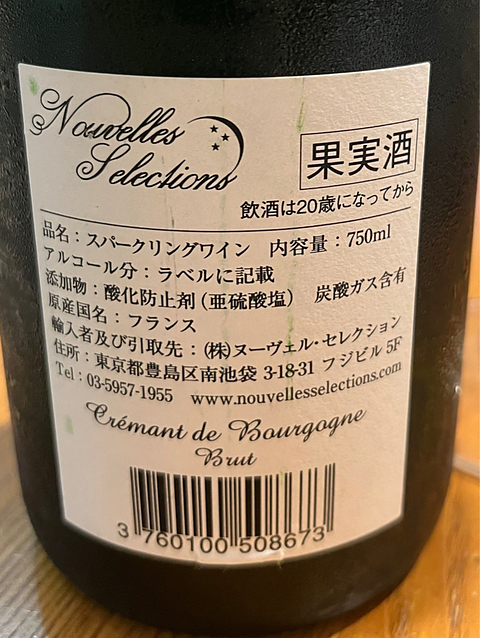 Nouvelles
Selections
果実酒
飲酒は20歳になってから
品名：スパークリングワイン　内容量：750ml
アルコール分：ラベルに記載
添加物：酸化防止剤（亜硫酸塩）　炭酸ガス含有
原産国名：フランス
輸入者及び引取先：（株）ヌーヴェル・セレクション
住所：東京都豊島区南池袋 3-18-31 フジビル 5F
Tel：03-5957-1955　www.nouvellesselections.com
Crémant de Bourgogne
Brut
3 760100 508673